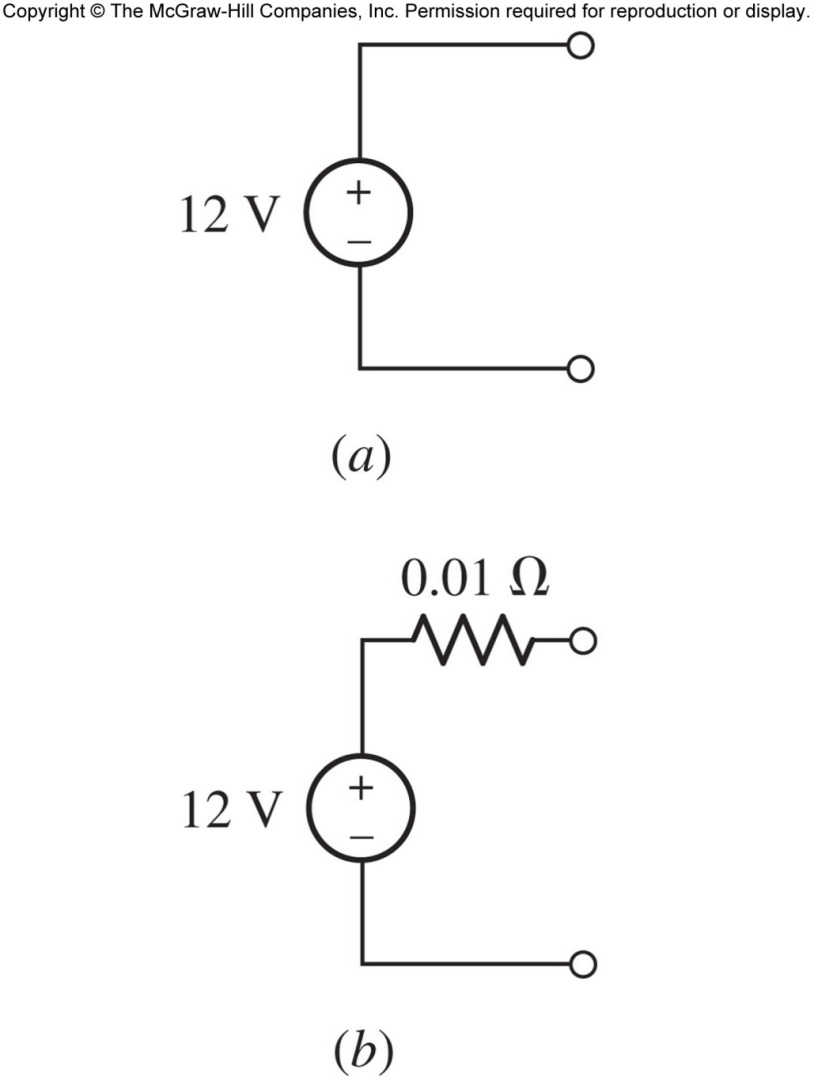 Copyright © The McGraw-Hill Companies, Inc. Permission required for reproduction or display.
12 V
+
–
(a)
0.01 Ω
12 V
+
–
(b)